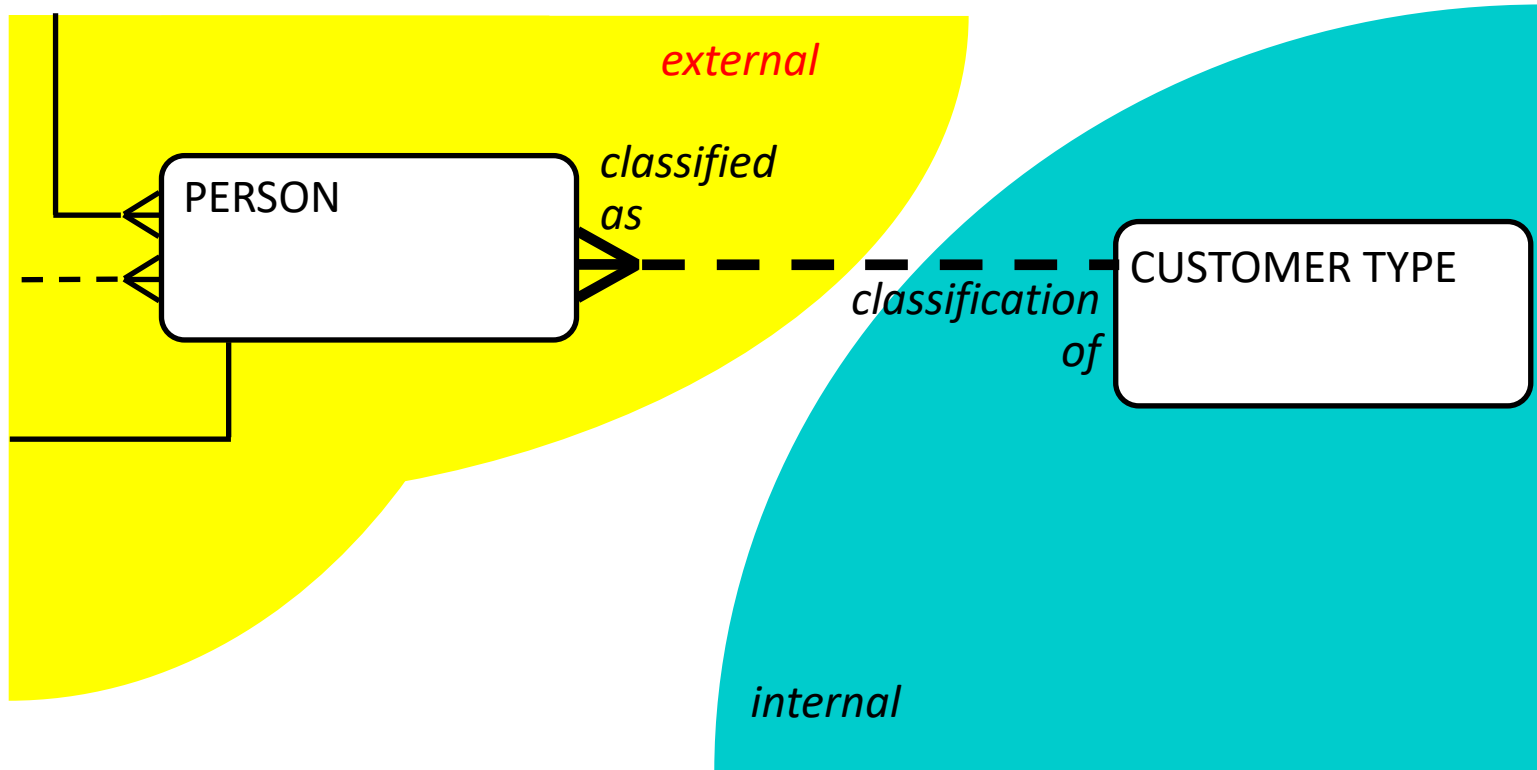 external
classified
as
PERSON
CUSTOMER TYPE
classification
of
internal